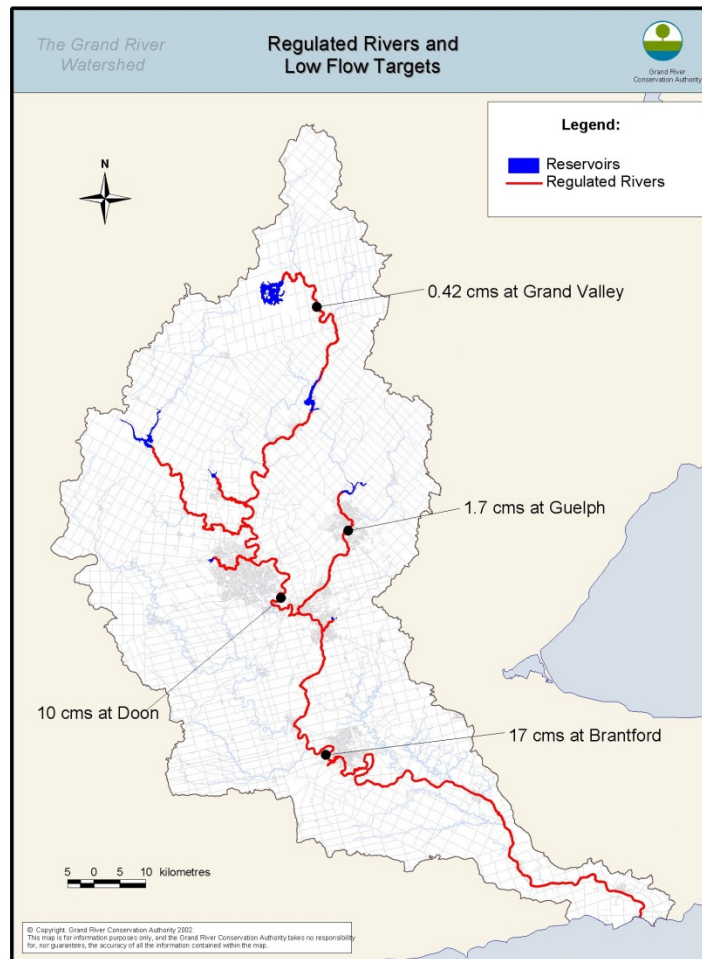 The Grand River
Watershed
Regulated Rivers and
Low Flow Targets
Grand River
Conservation Authority
Legend:
Reservoirs
Regulated Rivers
N
0.42 cms at Grand Valley
1.7 cms at Guelph
10 cms at Doon
17 cms at Brantford
5 0 5 10 kilometres
© Copyright. Grand River Conservation Authority 2002.
This map is for information purposes only, and the Grand River Conservation Authority takes no responsibility
for, nor guarantees, the accuracy of all the information contained within the map.